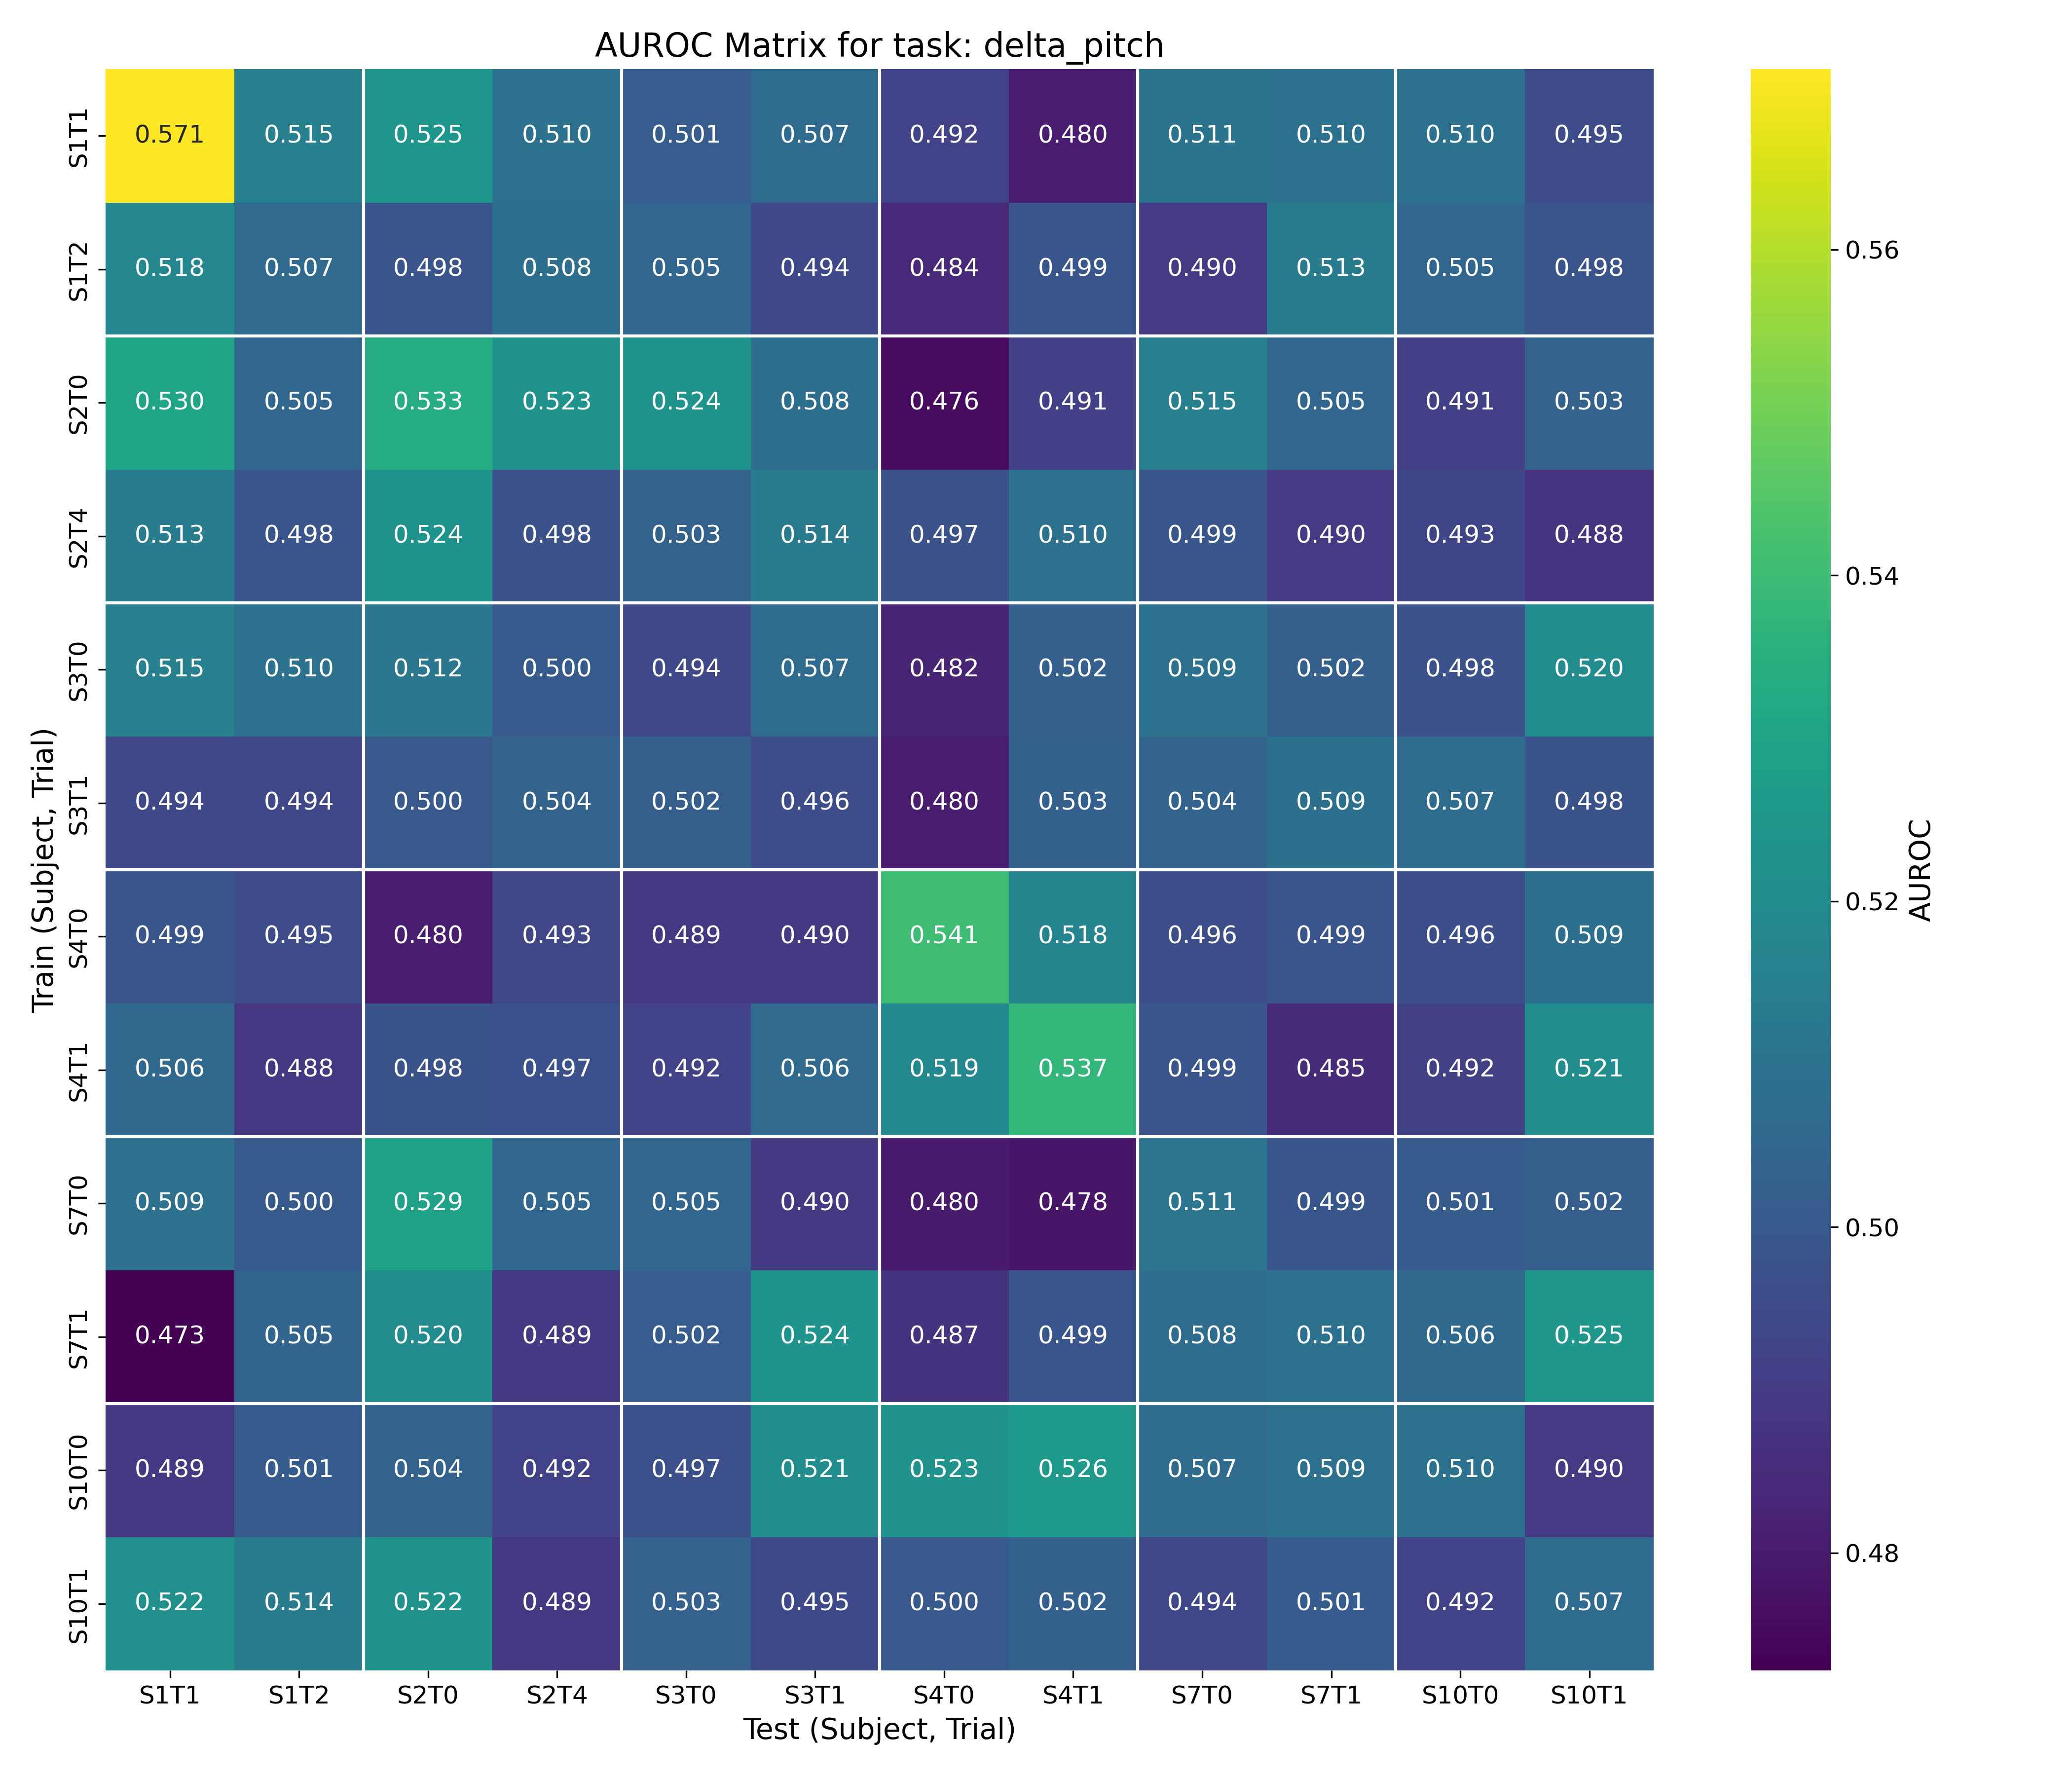 AUROC Matrix for task: delta_pitch
Train (Subject, Trial)
S1T1 0.571 0.515 0.525 0.510 0.501 0.507 0.492 0.480 0.511 0.510 0.510 0.495
S1T2 0.518 0.507 0.498 0.508 0.505 0.494 0.484 0.499 0.490 0.513 0.505 0.498
S2T0 0.530 0.505 0.533 0.523 0.524 0.508 0.476 0.491 0.515 0.505 0.491 0.503
S2T4 0.513 0.498 0.524 0.498 0.503 0.514 0.497 0.510 0.499 0.490 0.493 0.488
S3T0 0.515 0.510 0.512 0.500 0.494 0.507 0.482 0.502 0.509 0.502 0.498 0.520
S3T1 0.494 0.494 0.500 0.504 0.502 0.496 0.480 0.503 0.504 0.509 0.507 0.498
S4T0 0.499 0.495 0.480 0.493 0.489 0.490 0.541 0.518 0.496 0.499 0.496 0.509
S4T1 0.506 0.488 0.498 0.497 0.492 0.506 0.519 0.537 0.499 0.485 0.492 0.521
S7T0 0.509 0.500 0.529 0.505 0.505 0.490 0.480 0.478 0.511 0.499 0.501 0.502
S7T1 0.473 0.505 0.520 0.489 0.502 0.524 0.487 0.499 0.508 0.510 0.506 0.525
S10T0 0.489 0.501 0.504 0.492 0.497 0.521 0.523 0.526 0.507 0.509 0.510 0.490
S10T1 0.522 0.514 0.522 0.489 0.503 0.495 0.500 0.502 0.494 0.501 0.492 0.507
S1T1 S1T2 S2T0 S2T4 S3T0 S3T1 S4T0 S4T1 S7T0 S7T1 S10T0 S10T1
Test (Subject, Trial)
0.56
0.54
0.52
0.50
0.48
AUROC